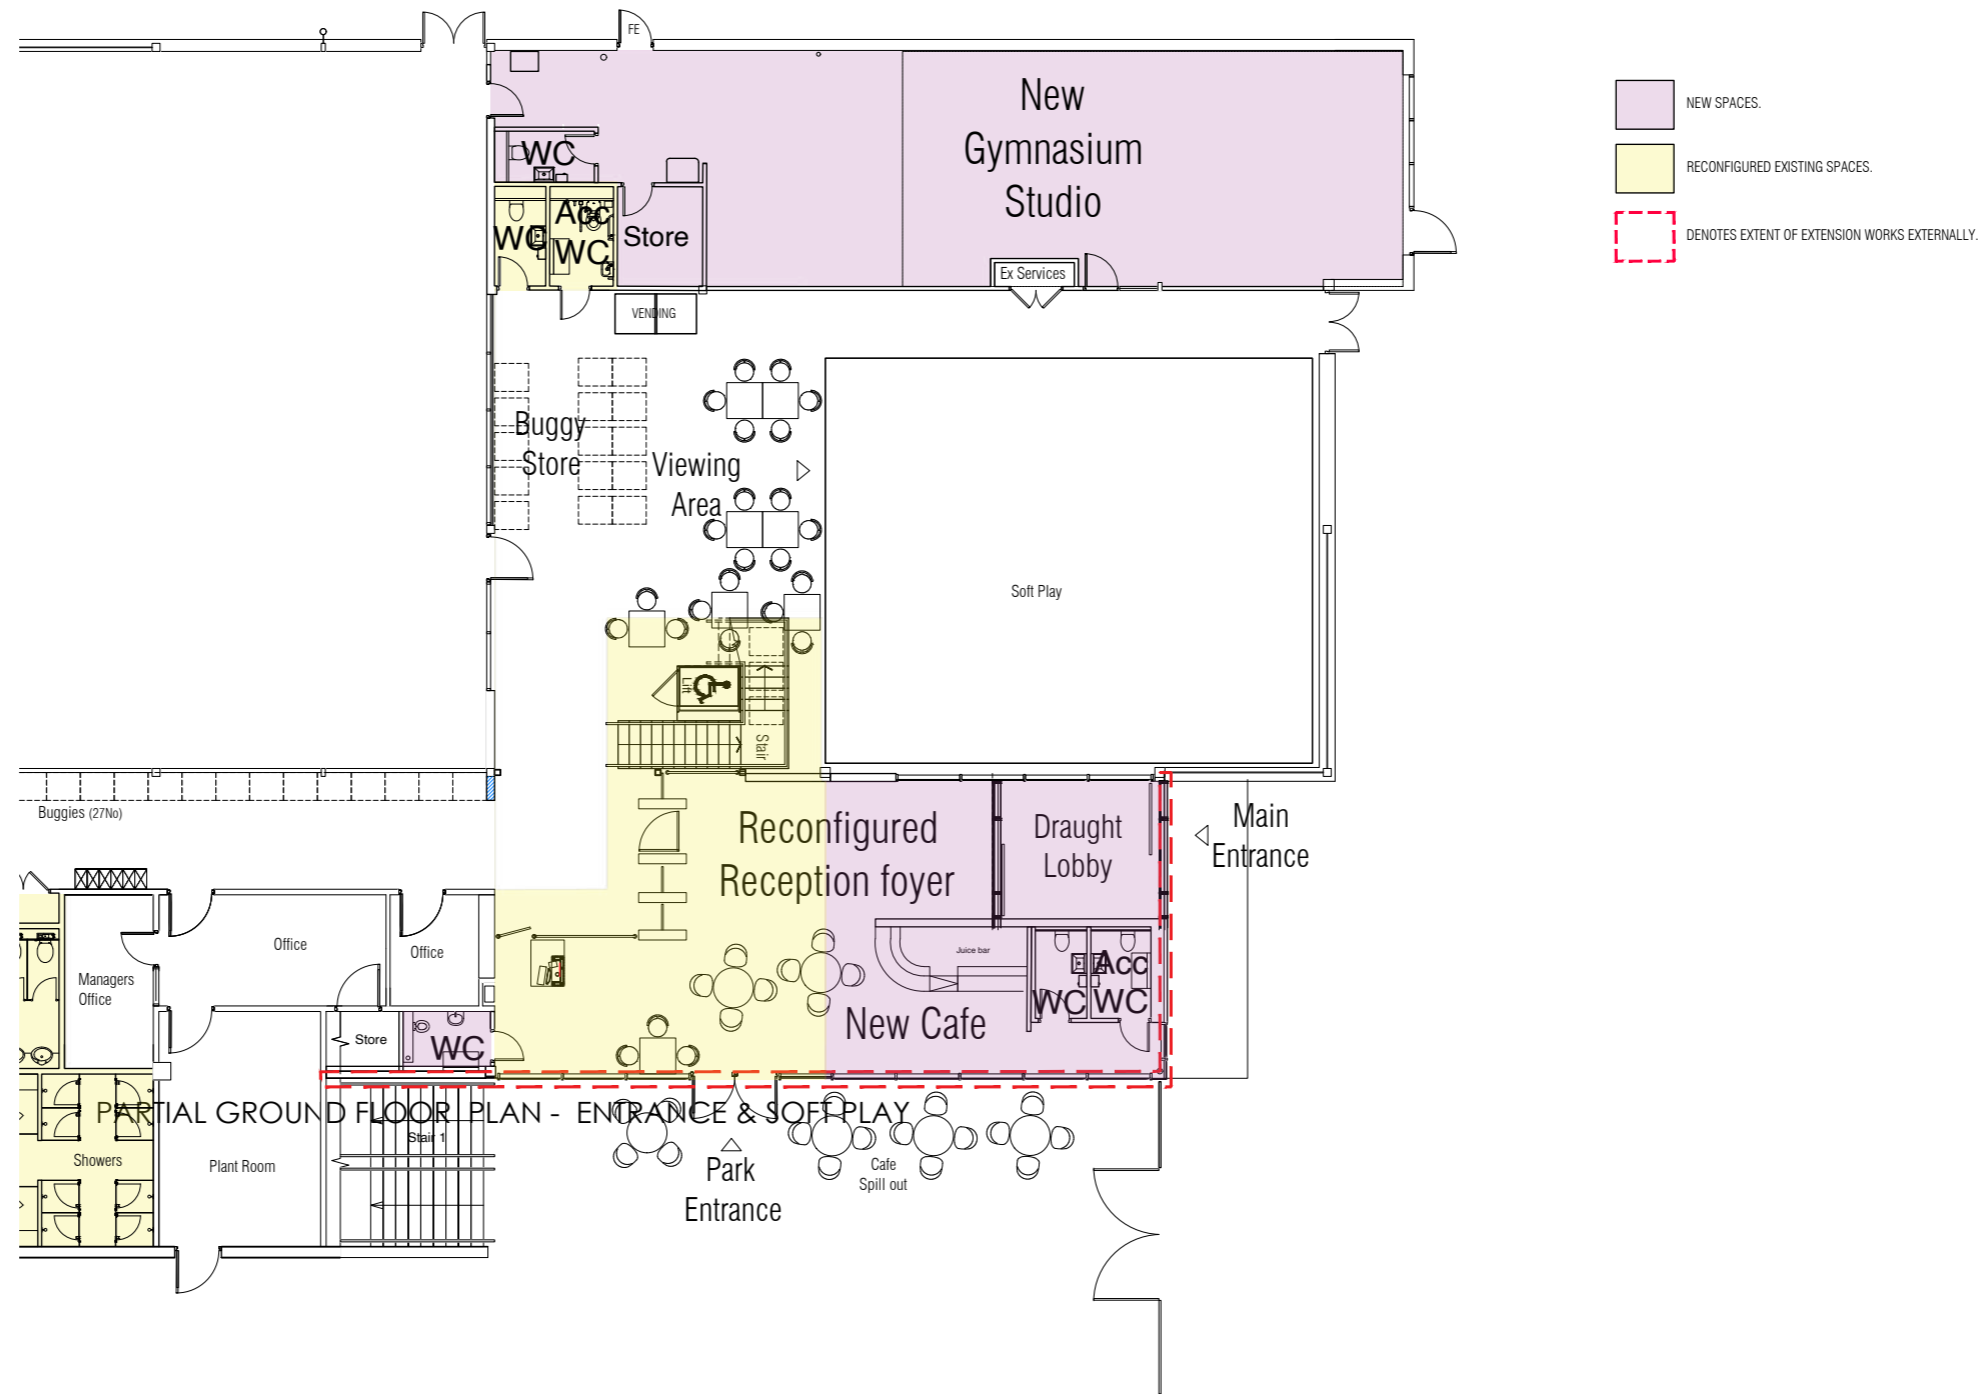 FE
New
Gymnasium
Studio
NEW SPACES.
RECONFIGURED EXISTING SPACES.
DENOTES EXTENT OF EXTENSION WORKS EXTERNALLY.
WC
WC
Acc
WC
Store
Ex Services
VENDING
Buggy
Store
Viewing
Area
Soft Play
Lift
Stair
Buggies (27No)
Reconfigured
Reception foyer
Draught
Lobby
Main
Entrance
Office
Office
Managers
Office
Juice bar
Acc
WC
WC
New Cafe
Store
WC
PARTIAL GROUND FLOOR PLAN - ENTRANCE & SOFT PLAY
Stair 1
Showers
Plant Room
Park
Entrance
Cafe
Spill out